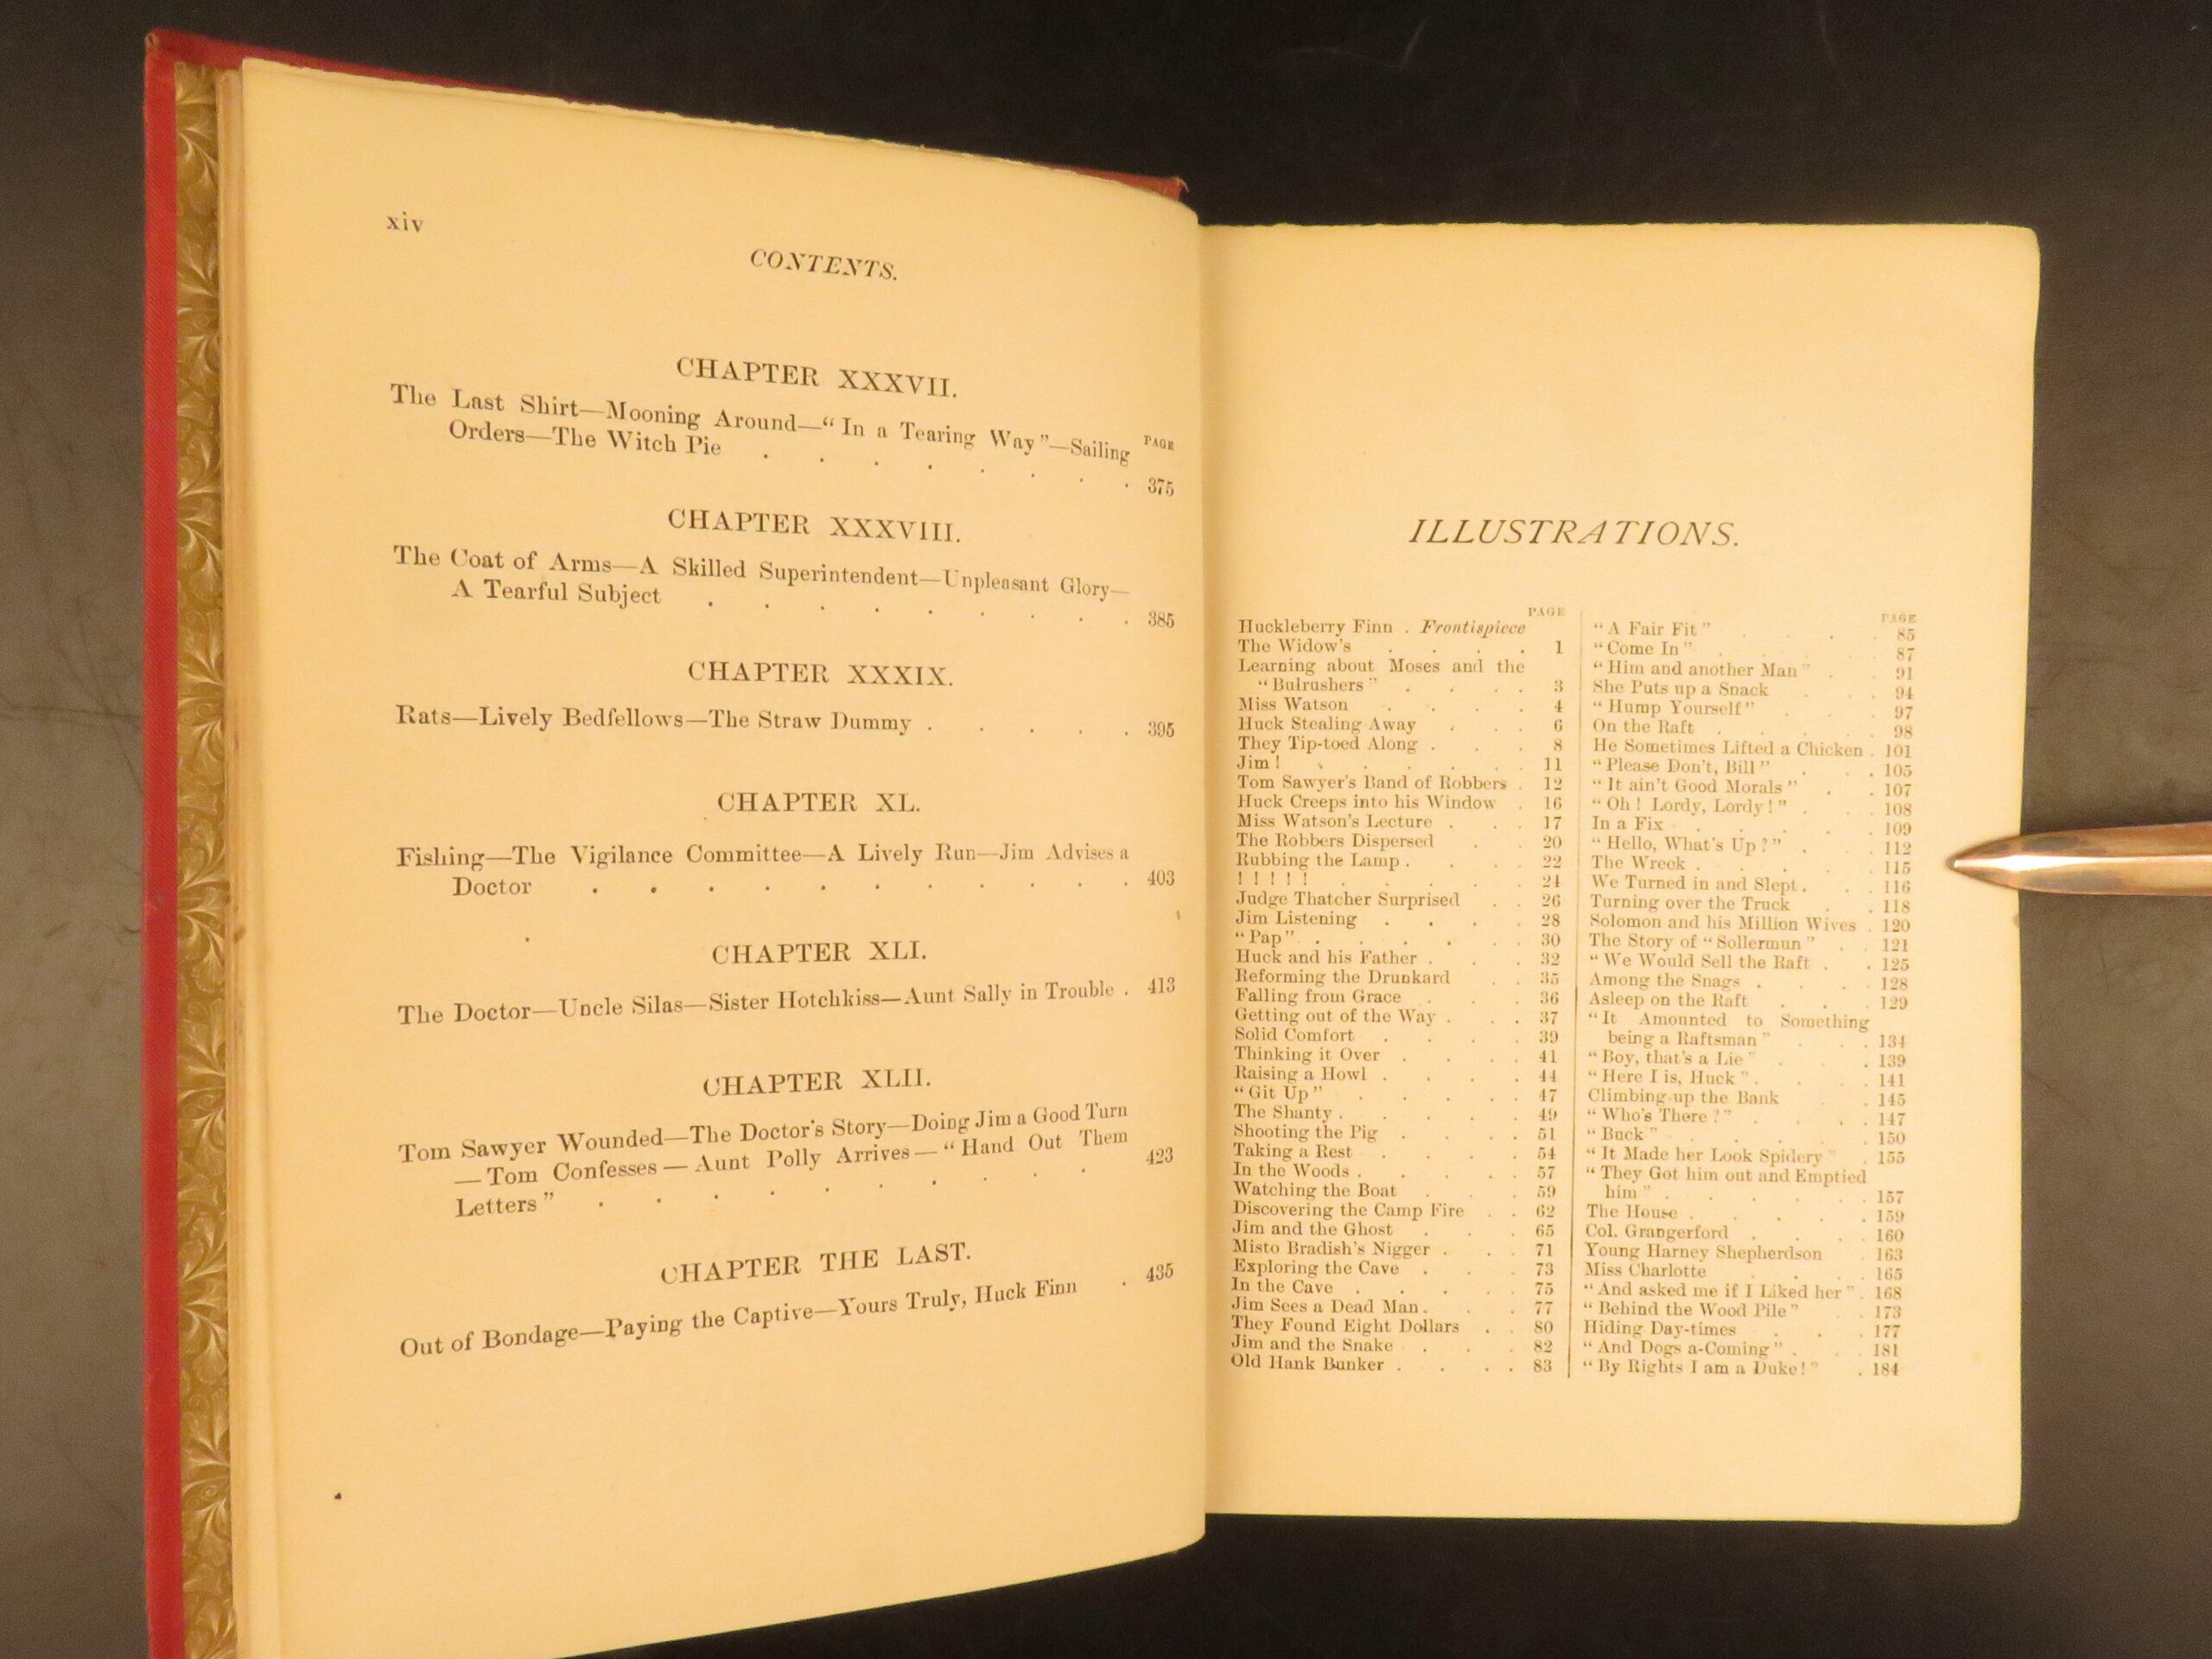 xiv
CONTENTS.
CHAPTER XXXVII.
PAGE
The Last Shirt—Mooning Around—“In a Tearing Way”—Sailing
Orders—The Witch Pie . . . . . . . . 375
CHAPTER XXXVIII.
The Coat of Arms—A Skilled Superintendent—Unpleasant Glory—
A Tearful Subject . . . . . . . . 385
CHAPTER XXXIX.
Rats—Lively Bedfellows—The Straw Dummy . . . . . 395
CHAPTER XL.
Fishing—The Vigilance Committee—A Lively Run—Jim Advises a
Doctor . . . . . . . . . . 403
CHAPTER XLI.
The Doctor—Uncle Silas—Sister Hotchkiss—Aunt Sally in Trouble . 413
CHAPTER XLII.
Tom Sawyer Wounded—The Doctor's Story—Doing Jim a Good Turn
—Tom Confesses—Aunt Polly Arrives—“Hand Out Them
Letters” . . . . . . . . . 423
CHAPTER THE LAST.
Out of Bondage—Paying the Captive—Yours Truly, Huck Finn . 435
ILLUSTRATIONS.
PAGE
Huckleberry Finn . Frontispiece
The Widow's . . . . 1
Learning about Moses and the
“Bulrushers” . . . . 3
Miss Watson . . . . 4
Huck Stealing Away . . . 6
They Tip-toed Along . . . 8
Jim! . . . . . . 11
Tom Sawyer's Band of Robbers . 12
Huck Creeps into his Window . 16
Miss Watson's Lecture . . . 17
The Robbers Dispersed . . 20
Rubbing the Lamp . . . 22
! ! ! ! ! . . . . . 24
Judge Thatcher Surprised . . 26
Jim Listening . . . . 28
“Pap” . . . . . . 30
Huck and his Father . . . 32
Reforming the Drunkard . . 35
Falling from Grace . . . 36
Getting out of the Way . . . 37
Solid Comfort . . . . 39
Thinking it Over . . . . 41
Raising a Howl . . . . 44
“Git Up” . . . . . 47
The Shanty . . . . . 49
Shooting the Pig . . . . 51
Taking a Rest . . . . 54
In the Woods . . . . . 57
Watching the Boat . . . 59
Discovering the Camp Fire . . 62
Jim and the Ghost . . . 65
Misto Bradish's Nigger . . . 71
Exploring the Cave . . . 73
In the Cave . . . . . 75
Jim Sees a Dead Man . . . 77
They Found Eight Dollars . . 80
Jim and the Snake . . . 82
Old Hank Bunker . . . . 83
PAGE
“A Fair Fit” . . . 85
“Come In” . . . . 87
“Him and another Man” . . 91
She Puts up a Snack . . . 94
“Hump Yourself” . . . 97
On the Raft . . . . . 98
He Sometimes Lifted a Chicken . 101
“Please Don't, Bill” . . . 105
“It ain't Good Morals” . . 107
“Oh! Lordy, Lordy!” . . . 108
In a Fix . . . . . 109
“Hello, What's Up?” . . . 112
The Wreck . . . . . 115
We Turned in and Slept . . . 116
Turning over the Truck . . 118
Solomon and his Million Wives . 120
The Story of “Sollermun” . . 121
“We Would Sell the Raft . . 125
Among the Snags . . . . 128
Asleep on the Raft . . . 129
“It Amounted to Something
being a Raftsman” . . . 134
“Boy, that's a Lie” . . . 139
“Here I is, Huck” . . . 141
Climbing up the Bank . . 145
“Who's There?” . . . . 147
“Buck” . . . . . 150
“It Made her Look Spidery” . 155
“They Got him out and Emptied
him” . . . . . . 157
The House . . . . . 159
Col. Grangerford . . . . 160
Young Harney Shepherdson . 163
Miss Charlotte . . . . 165
“And asked me if I Liked her” . 168
“Behind the Wood Pile” . . 173
Hiding Day-times . . . 177
“And Dogs a-Coming” . . . 181
“By Rights I am a Duke!” . 184